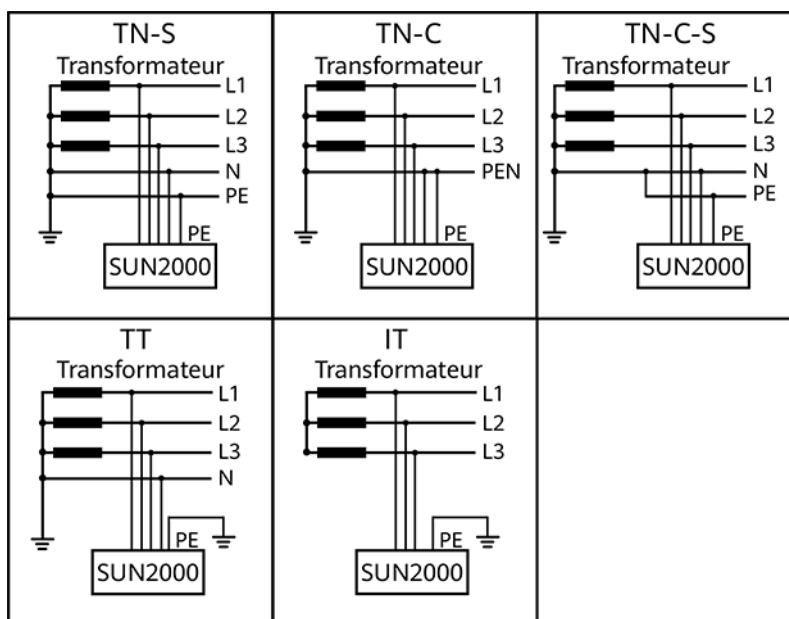 TN-S
Transformateur
L1
L2
L3
N
PE
PE
SUN2000
TN-C
Transformateur
L1
L2
L3
PEN
PE
SUN2000
TN-C-S
Transformateur
L1
L2
L3
N
PE
PE
SUN2000
TT
Transformateur
L1
L2
L3
N
PE
SUN2000
IT
Transformateur
L1
L2
L3
PE
SUN2000